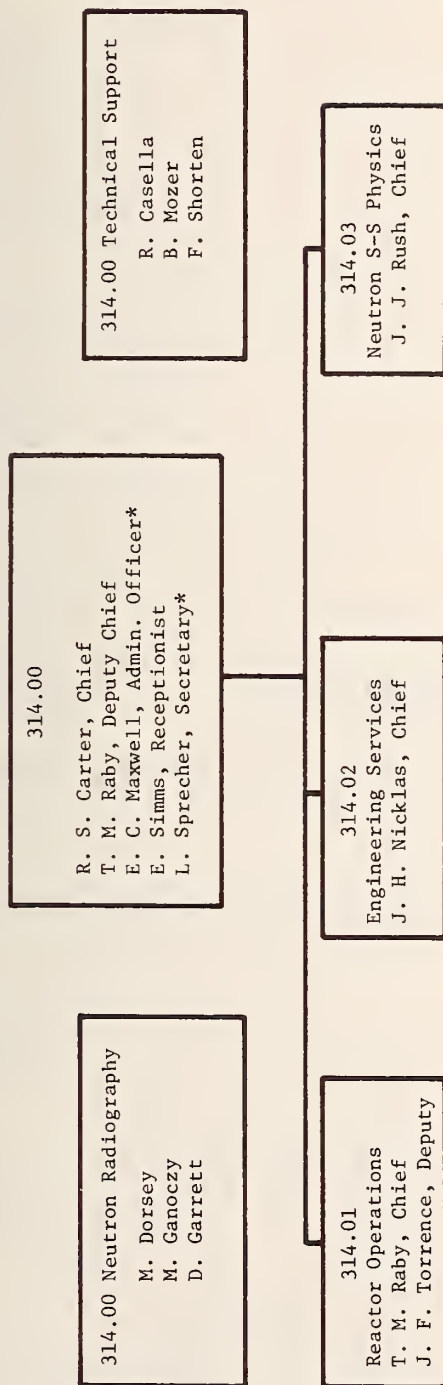 314.00 Neutron Radiography
M. Dorsey
M. Ganoczy
D. Garrett
314.00
R. S. Carter, Chief
T. M. Raby, Deputy Chief
E. C. Maxwell, Admin. Officer*
E. Simms, Receptionist
L. Sprecher, Secretary*
314.00 Technical Support
R. Casella
B. Mozer
F. Shorten
314.01
Reactor Operations
T. M. Raby, Chief
J. F. Torrence, Deputy
314.02
Engineering Services
J. H. Nicklas, Chief
314.03
Neutron S-S Physics
J. J. Rush, Chief